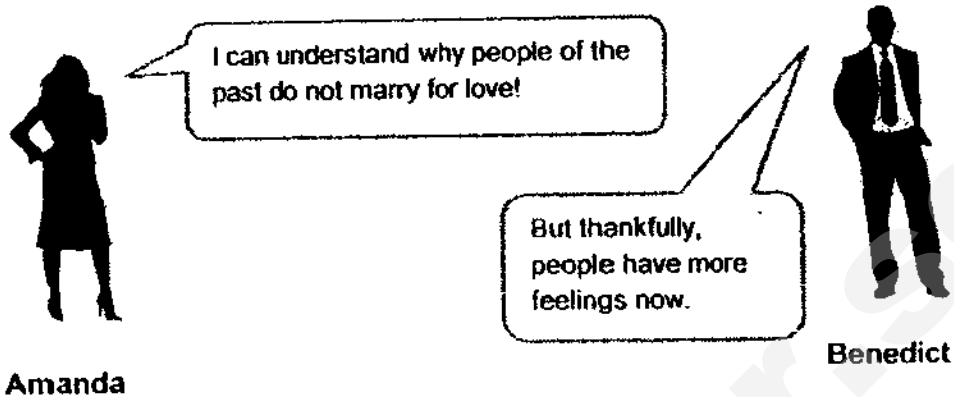 I can understand why people of the
past do not marry for love!
But thankfully,
people have more
feelings now.
Benedict
Amanda